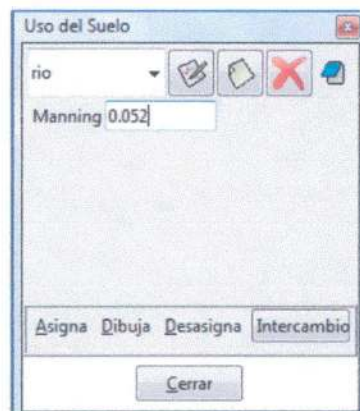 Uso del Suelo
rio
Manning 0.052
Asigna Dibuja Desasigna Intercambio
Cerrar